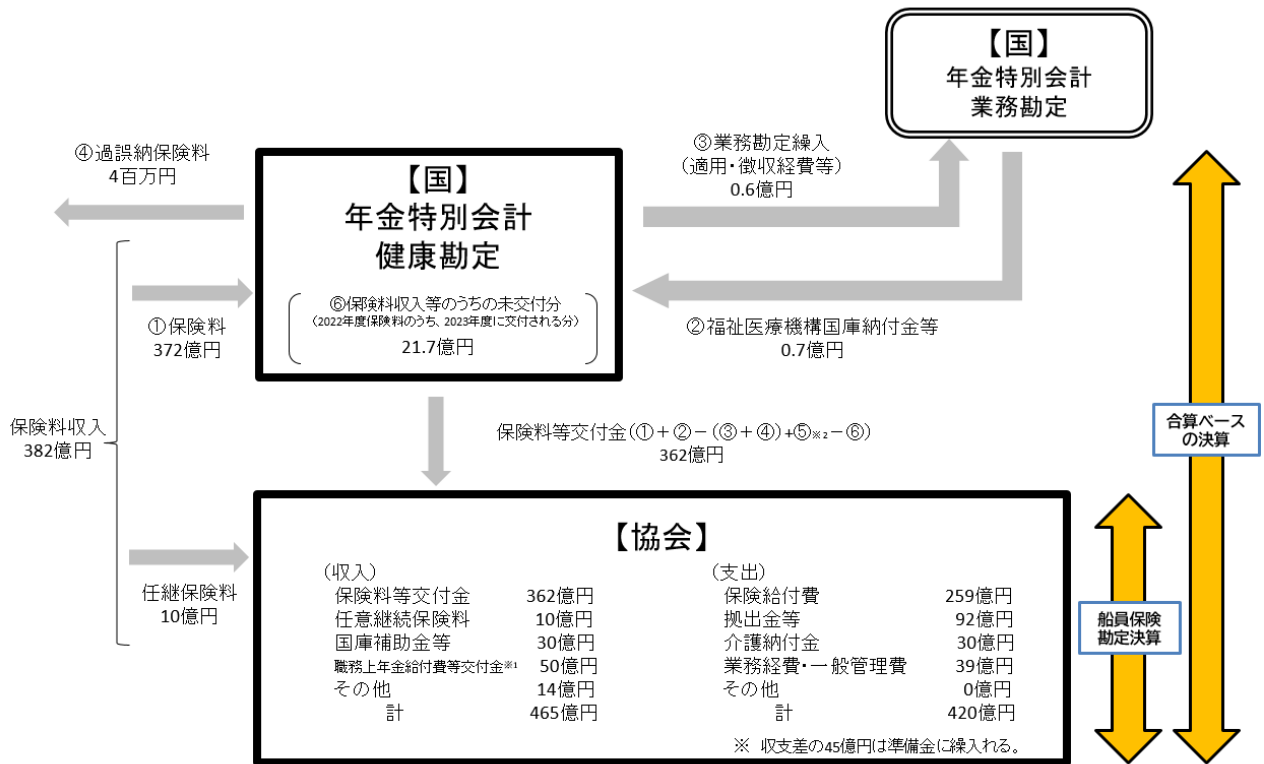 【国】
年金特別会計
業務勘定
④過誤納保険料
4百万円
③業務勘定繰入
(適用・徴収経費等)
0.6億円
【国】
年金特別会計
健康勘定
⑥保険料収入等のうちの未交付分
(2022年度保険料のうち、2023年度に交付される分)
21.7億円
①保険料
372億円
②福祉医療機構国庫納付金等
0.7億円
保険料収入
382億円
保険料等交付金(①+②-(③+④)+⑤※2-⑥)
362億円
合算ベース
の決算
【協会】
任継保険料
10億円
(収入)
保険料等交付金 362億円
任意継続保険料 10億円
国庫補助金等 30億円
職務上年金給付費等交付金※1 50億円
その他 14億円
計 465億円
(支出)
保険給付費 259億円
拠出金等 92億円
介護納付金 30億円
業務経費・一般管理費 39億円
その他 0億円
計 420億円
※ 収支差の45億円は準備金に繰入れる。
船員保険
勘定決算